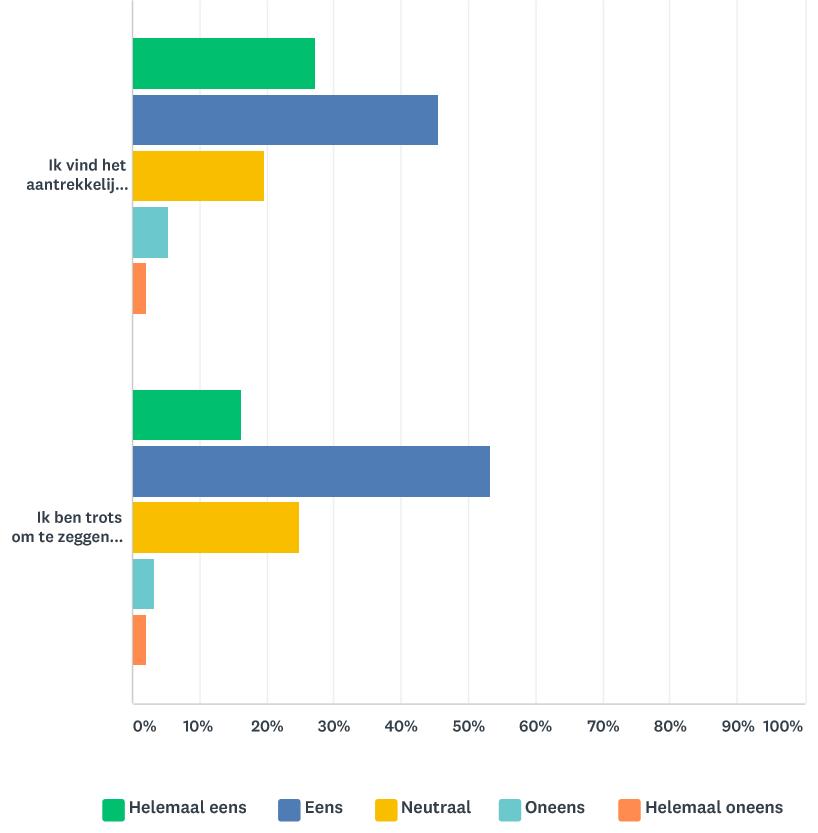 Ik vind het
aantrekkelij...
Ik ben trots
om te zeggen...
0% 10% 20% 30% 40% 50% 60% 70% 80% 90% 100%
Helemaal eens Eens Neutraal Oneens Helemaal oneens